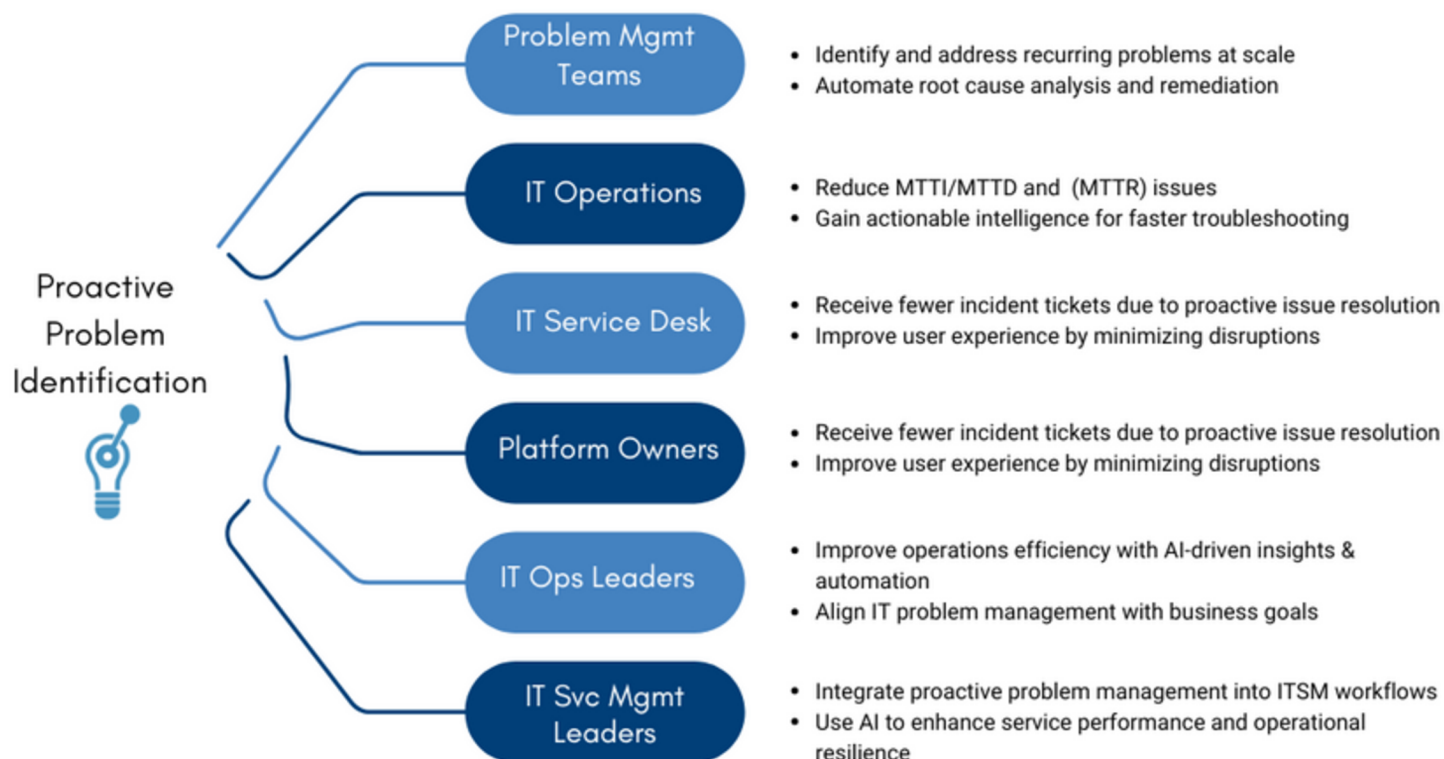 Proactive
Problem
Identification
Problem Mgmt
Teams
• Identify and address recurring problems at scale
• Automate root cause analysis and remediation
IT Operations
• Reduce MTTI/MTTD and (MTTR) issues
• Gain actionable intelligence for faster troubleshooting
IT Service Desk
• Receive fewer incident tickets due to proactive issue resolution
• Improve user experience by minimizing disruptions
Platform Owners
• Receive fewer incident tickets due to proactive issue resolution
• Improve user experience by minimizing disruptions
IT Ops Leaders
• Improve operations efficiency with AI-driven insights &
automation
• Align IT problem management with business goals
IT Svc Mgmt
Leaders
• Integrate proactive problem management into ITSM workflows
• Use AI to enhance service performance and operational
resilience